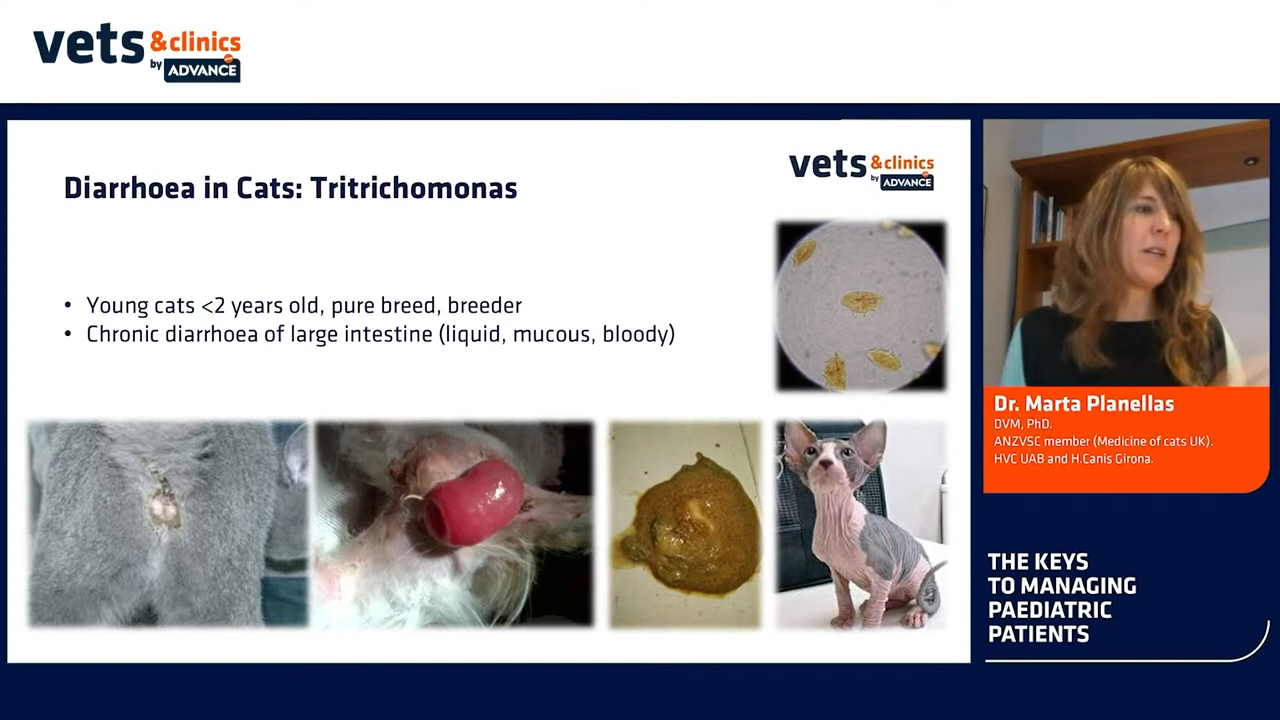 vets &clinics
by ADVANCE
vets &clinics
by ADVANCE
Diarrhoea in Cats: Tritrichomonas
• Young cats <2 years old, pure breed, breeder
• Chronic diarrhoea of large intestine (liquid, mucous, bloody)
Dr. Marta Planellas
DVM, PhD.
ANZVSC member (Medicine of cats UK).
HVC UAB and H.Canis Girona.
THE KEYS
TO MANAGING
PAEDIATRIC
PATIENTS